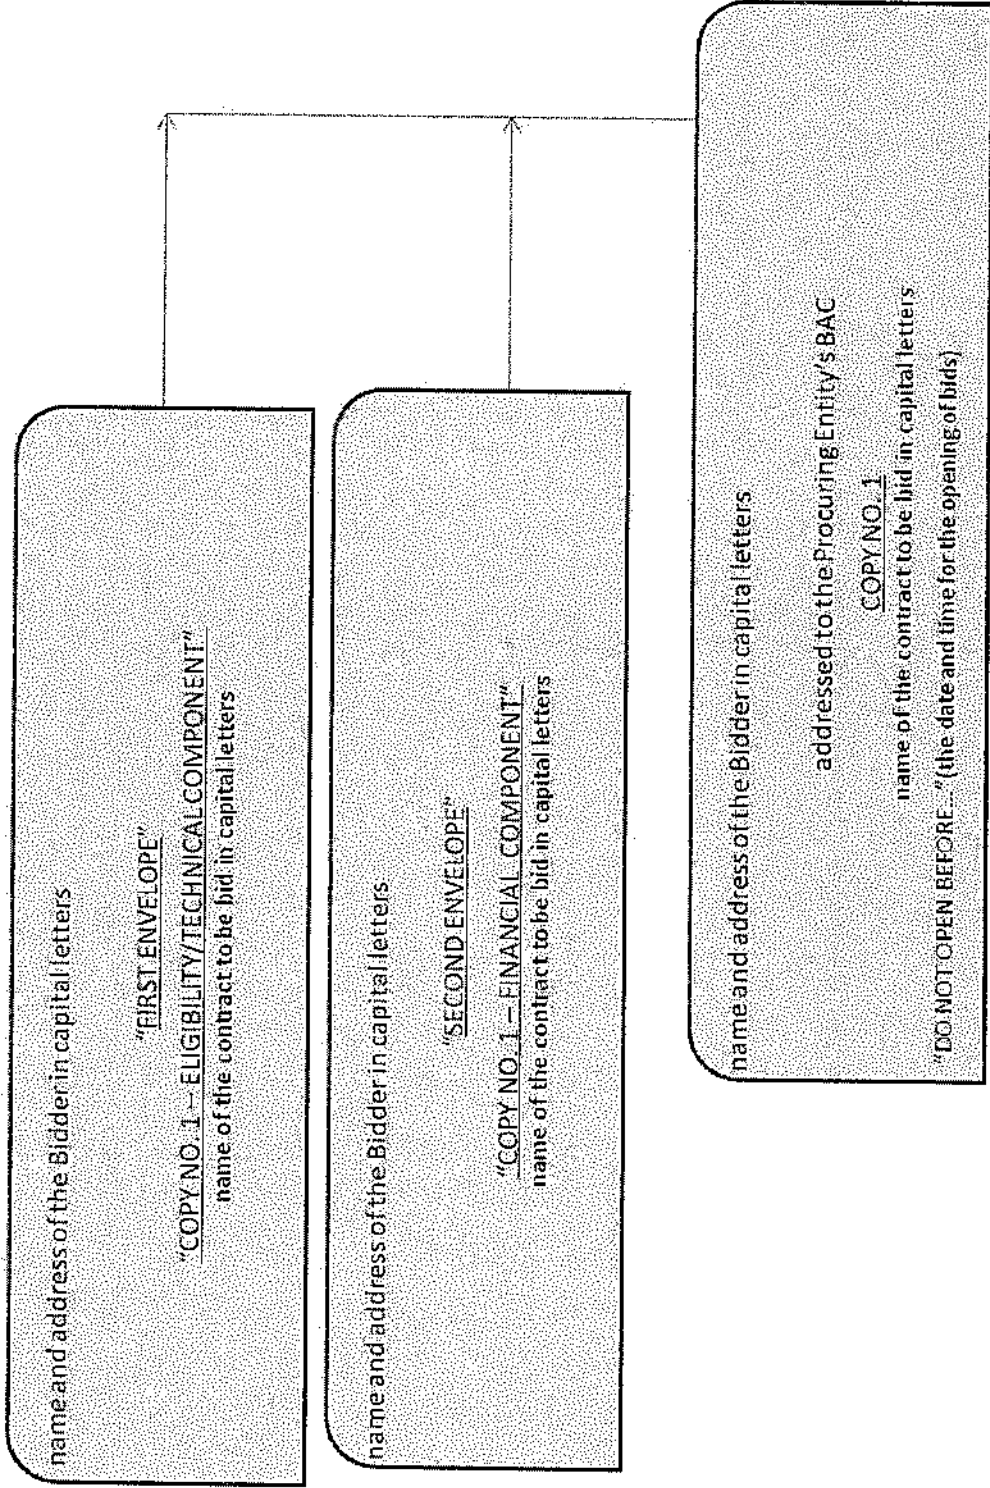 name and address of the Bidder in capital letters
"FIRST ENVELOPE"
"COPY NO. 1 – ELIGIBILITY/TECHNICAL COMPONENT"
name of the contract to be bid in capital letters
name and address of the Bidder in capital letters
"SECOND ENVELOPE"
"COPY NO. 1 – FINANCIAL COMPONENT"
name of the contract to be bid in capital letters
name and address of the Bidder in capital letters
addressed to the Procuring Entity's BAC
COPY NO. 1
name of the contract to be bid in capital letters
"DO NOT OPEN BEFORE..." (the date and time for the opening of bids)